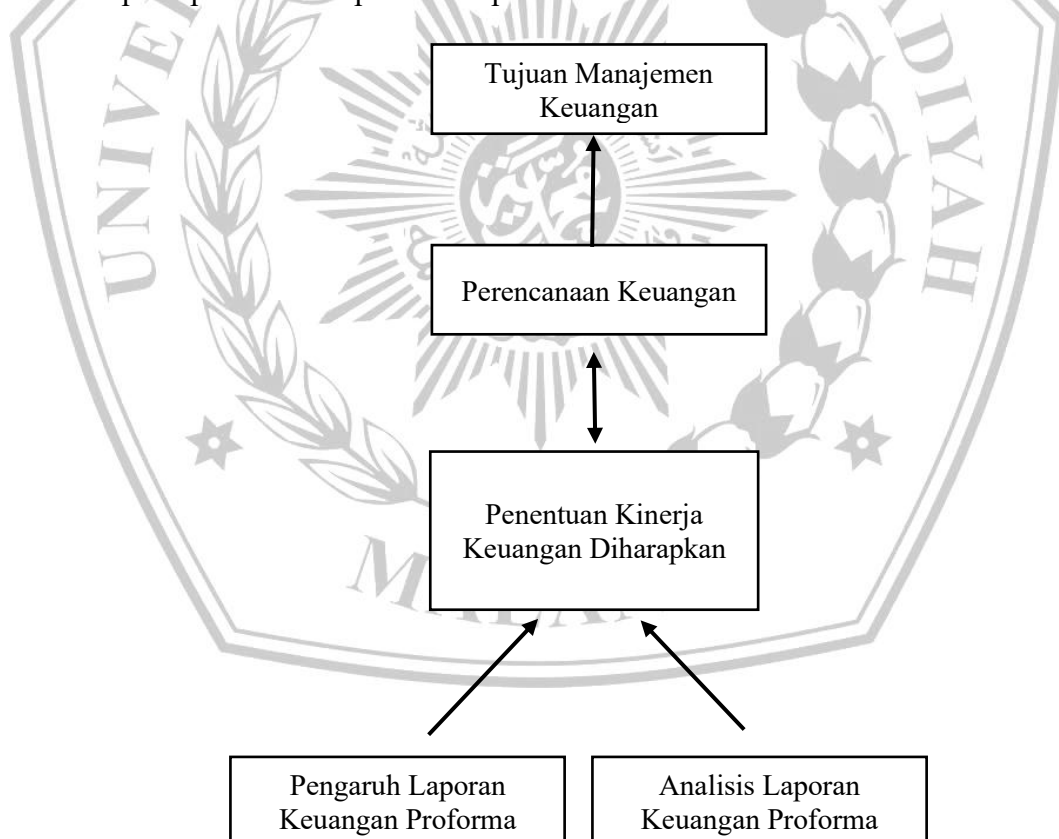 Tujuan Manajemen
Keuangan
Perencanaan Keuangan
Penentuan Kinerja
Keuangan Diharapkan
Pengaruh Laporan
Keuangan Proforma
Analisis Laporan
Keuangan Proforma